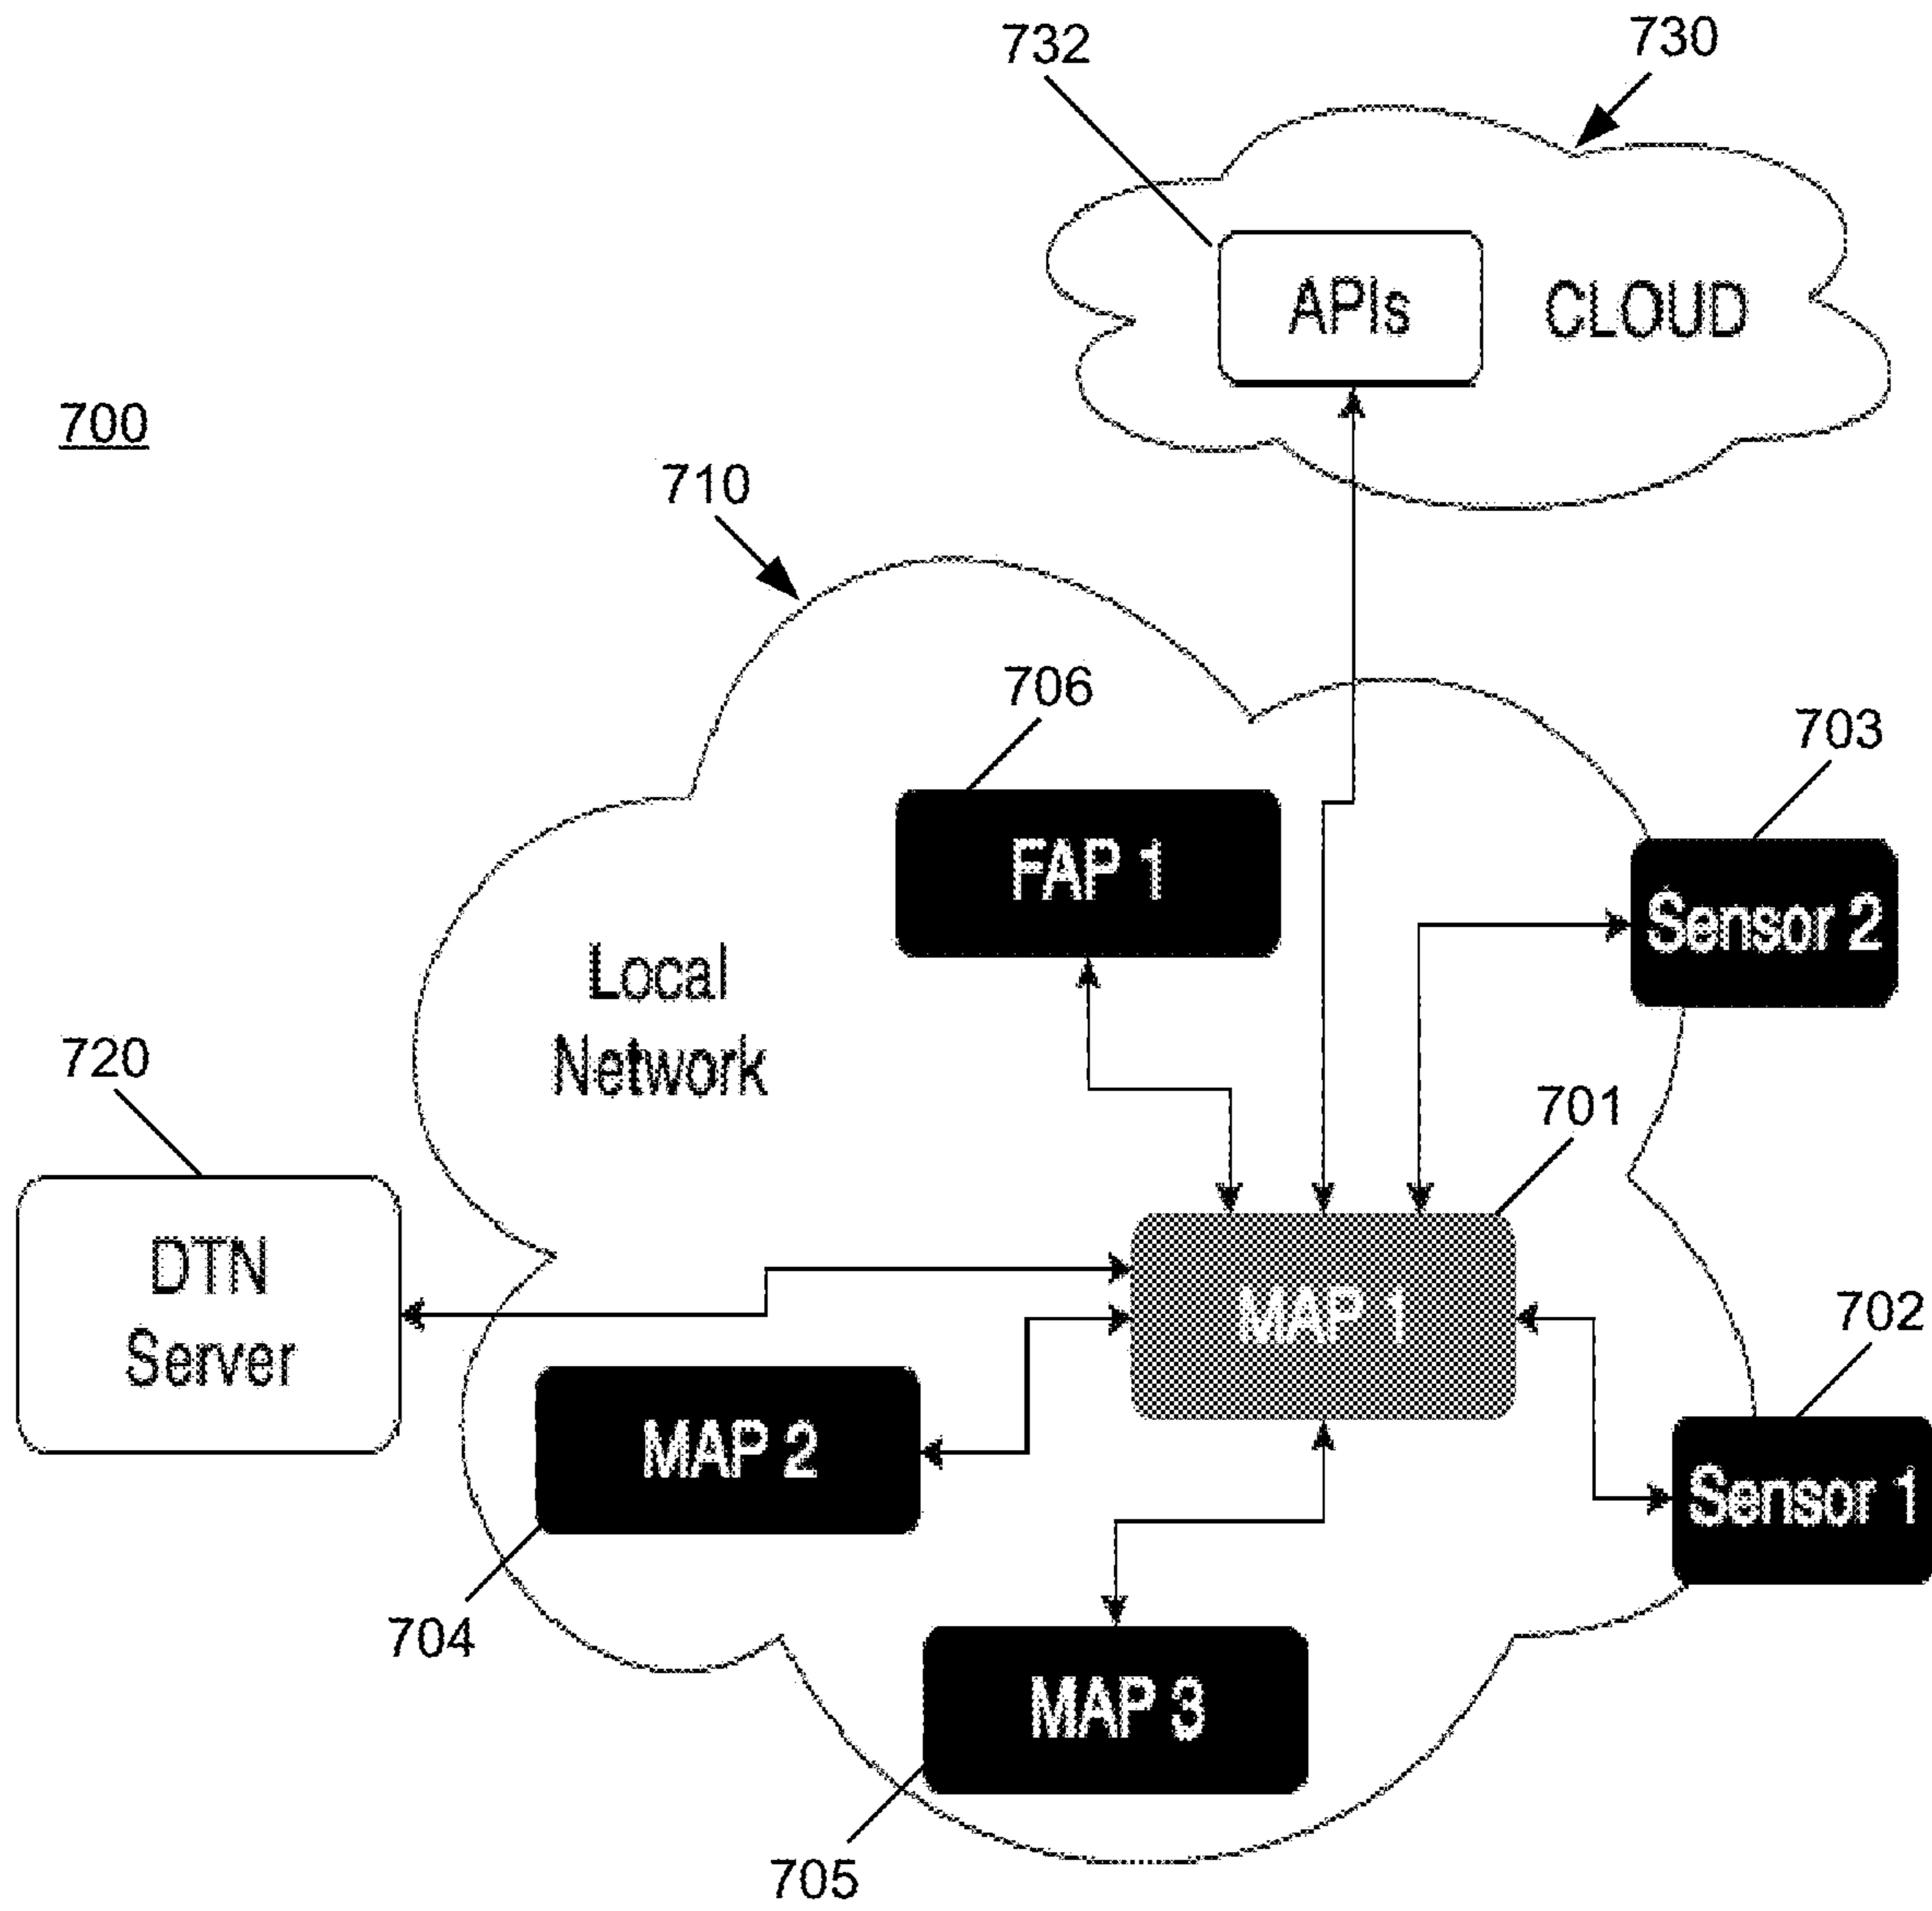 732
730
APIs
CLOUD
700
710
706
703
FAP 1
Sensor 2
Local
Network
720
701
DTN
Server
MAP 1
702
MAP 2
Sensor 1
704
MAP 3
705